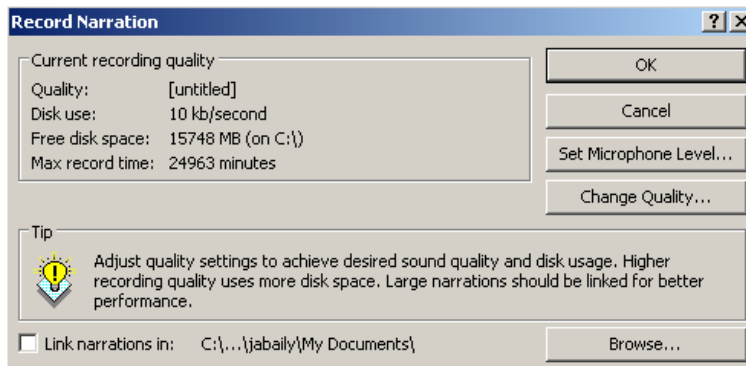 Record Narration
Current recording quality
Quality: [untitled]
Disk use: 10 kb/second
Free disk space: 15748 MB (on C:\)
Max record time: 24963 minutes
OK
Cancel
Set Microphone Level...
Change Quality...
Tip
Adjust quality settings to achieve desired sound quality and disk usage. Higher
recording quality uses more disk space. Large narrations should be linked for better
performance.
Link narrations in: C:\...\jabaily\My Documents\
Browse...